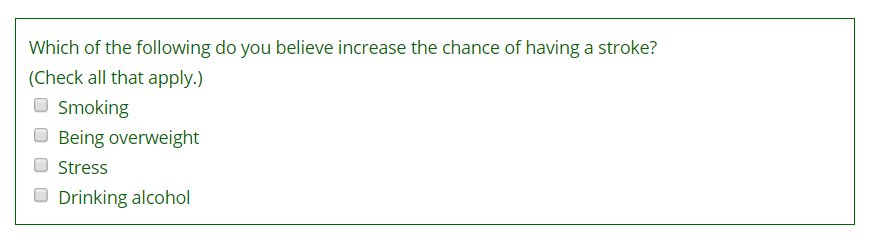 Which of the following do you believe increase the chance of having a stroke?
(Check all that apply.)
Smoking
Being overweight
Stress
Drinking alcohol